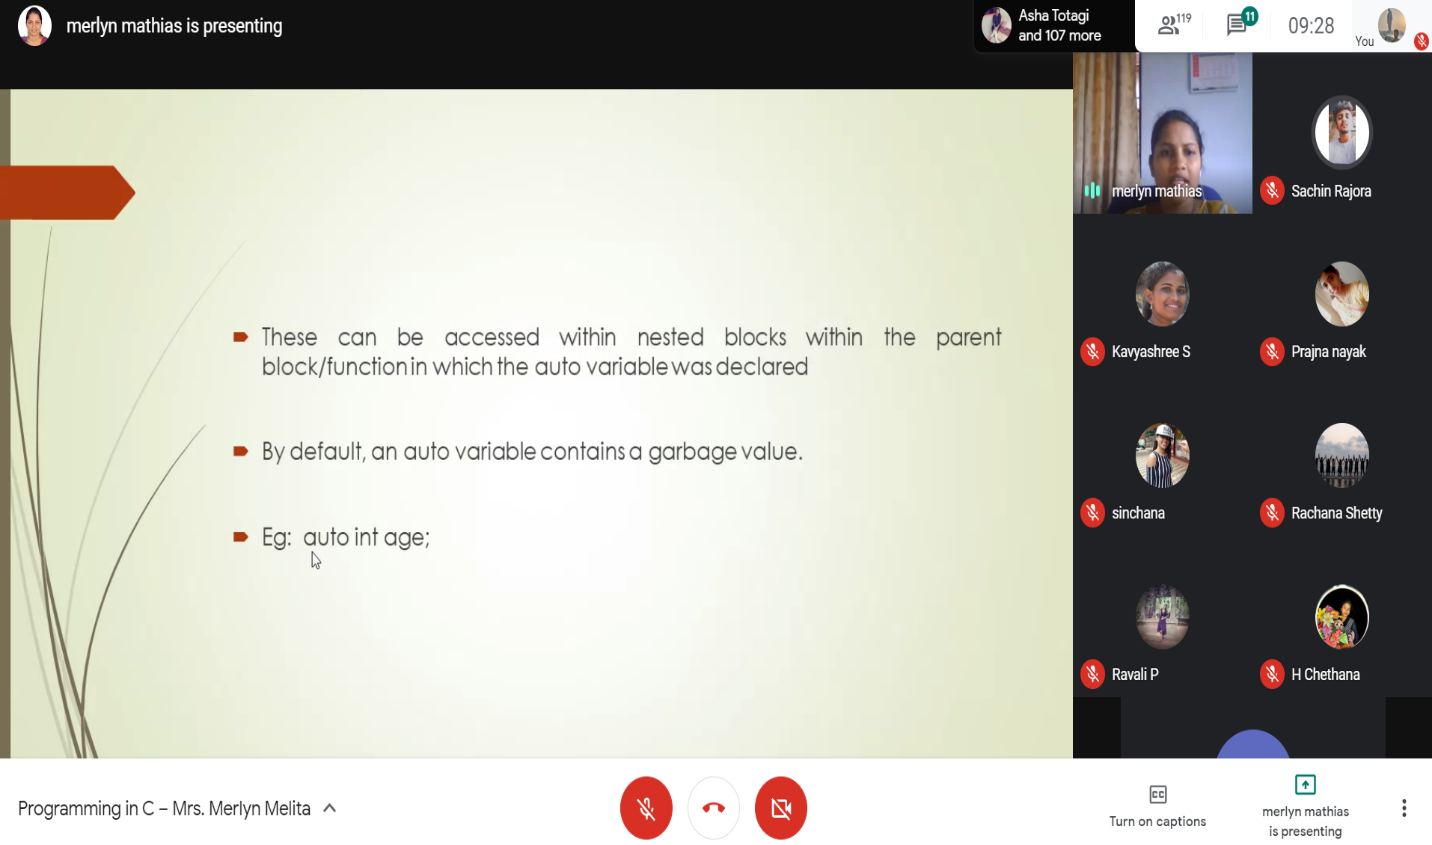 merlyn mathias is presenting
Asha Totagi
and 107 more
119
11
09:28
You
These can be accessed within nested blocks within the parent
block/function in which the auto variable was declared
By default, an auto variable contains a garbage value.
Eg: auto int age;
merlyn mathias
Sachin Rajora
Kavyashree S
Prajna nayak
sinchana
Rachana Shetty
Ravali P
H Chethana
Programming in C – Mrs. Merlyn Melita
CC
Turn on captions
merlyn mathias
is presenting